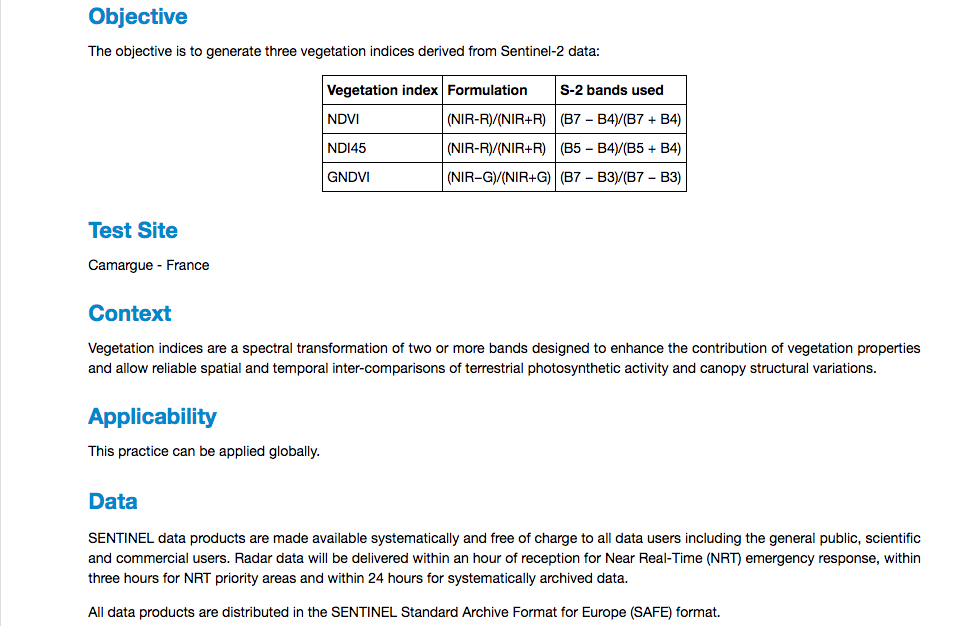 Objective
The objective is to generate three vegetation indices derived from Sentinel-2 data:
Vegetation index Formulation S-2 bands used
NDVI (NIR-R)/(NIR+R) (B7 – B4)/(B7 + B4)
NDI45 (NIR-R)/(NIR+R) (B5 – B4)/(B5 + B4)
GNDVI (NIR–G)/(NIR+G) (B7 – B3)/(B7 – B3)
Test Site
Camargue - France
Context
Vegetation indices are a spectral transformation of two or more bands designed to enhance the contribution of vegetation properties
and allow reliable spatial and temporal inter-comparisons of terrestrial photosynthetic activity and canopy structural variations.
Applicability
This practice can be applied globally.
Data
SENTINEL data products are made available systematically and free of charge to all data users including the general public, scientific
and commercial users. Radar data will be delivered within an hour of reception for Near Real-Time (NRT) emergency response, within
three hours for NRT priority areas and within 24 hours for systematically archived data.
All data products are distributed in the SENTINEL Standard Archive Format for Europe (SAFE) format.